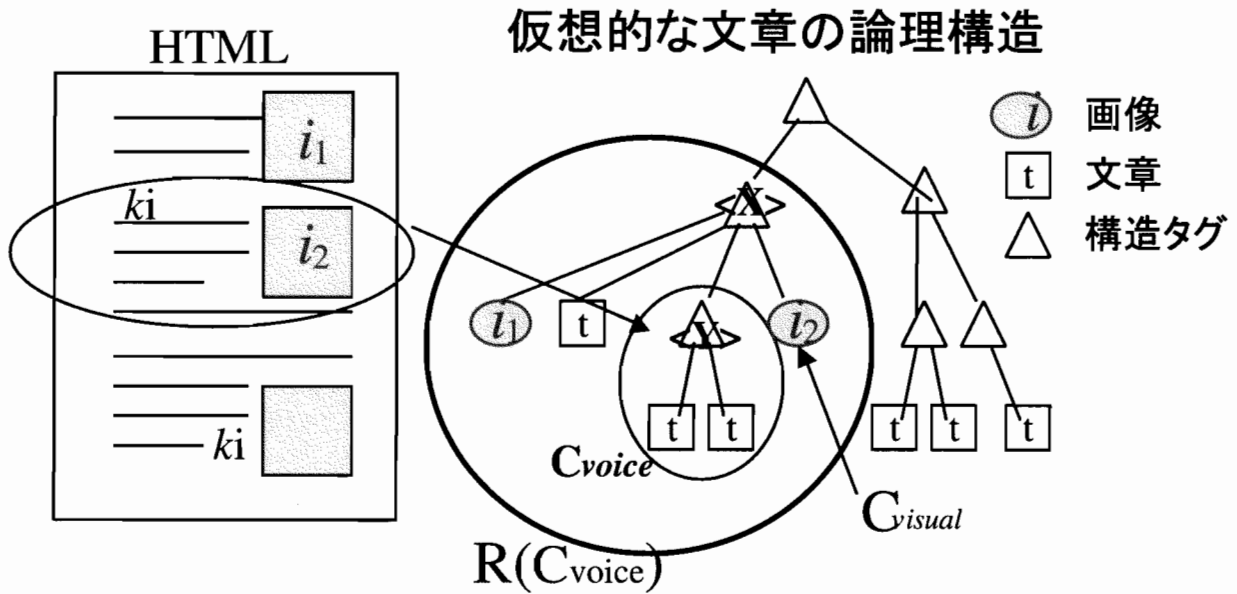 仮想的な文章の論理構造
HTML
i1
ki
i2
ki
i 画像
t 文章
構造タグ
X
i1
t
Y
i2
t
t
t
t
t
Cvoice
Cvisual
R(Cvoice)